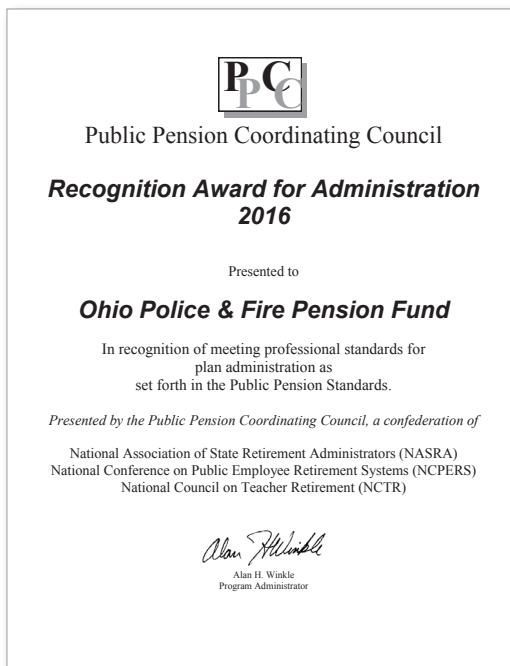 PPCC
Public Pension Coordinating Council
Recognition Award for Administration
2016
Presented to
Ohio Police & Fire Pension Fund
In recognition of meeting professional standards for
plan administration as
set forth in the Public Pension Standards.
Presented by the Public Pension Coordinating Council, a confederation of
National Association of State Retirement Administrators (NASRA)
National Conference on Public Employee Retirement Systems (NCPERS)
National Council on Teacher Retirement (NCTR)
Alan H Winkle
Alan H. Winkle
Program Administrator